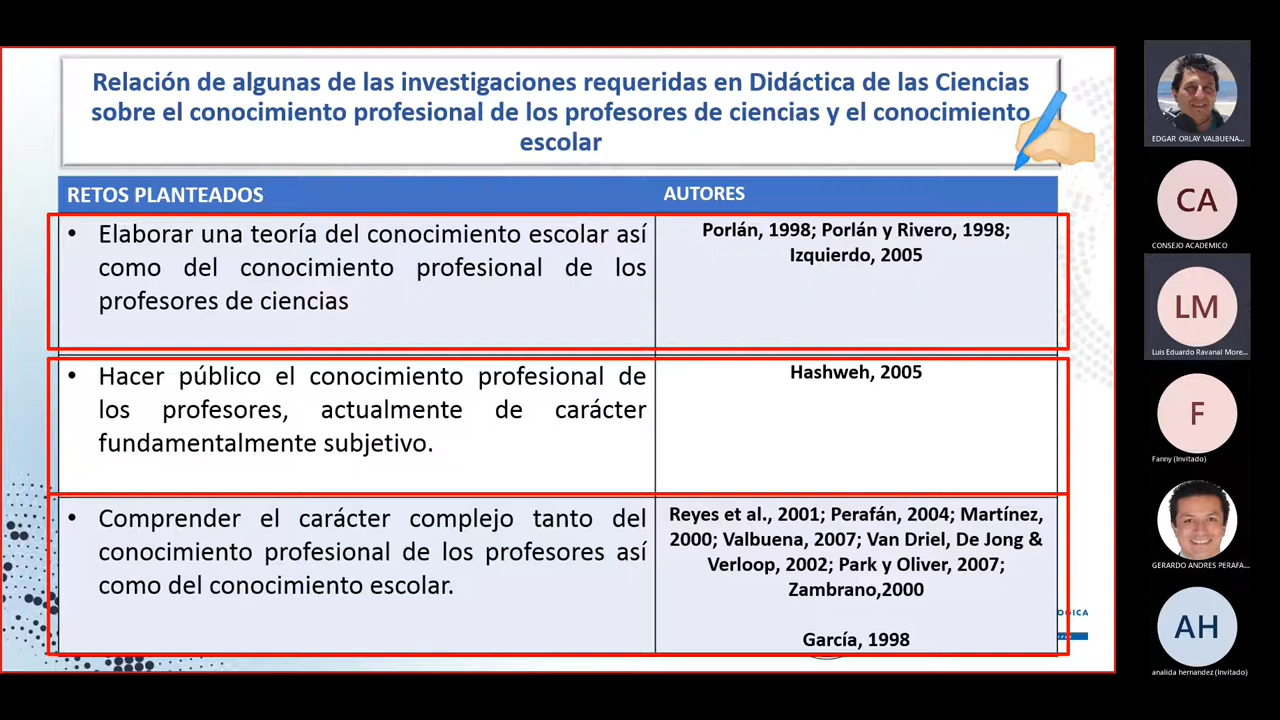 Relación de algunas de las investigaciones requeridas en Didáctica de las Ciencias
sobre el conocimiento profesional de los profesores de ciencias y el conocimiento
escolar
RETOS PLANTEADOS
AUTORES
• Elaborar una teoría del conocimiento escolar así
como del conocimiento profesional de los
profesores de ciencias
Porlán, 1998; Porlán y Rivero, 1998;
Izquierdo, 2005
• Hacer público el conocimiento profesional de
los profesores, actualmente de carácter
fundamentalmente subjetivo.
Hashweh, 2005
• Comprender el carácter complejo tanto del
conocimiento profesional de los profesores así
como del conocimiento escolar.
Reyes et al., 2001; Perafán, 2004; Martínez,
2000; Valbuena, 2007; Van Driel, De Jong &
Verloop, 2002; Park y Oliver, 2007;
Zambrano,2000
García, 1998
EDGAR ORLAY VALBUENA...
CA
CONSEJO ACADEMICO
LM
Luis Eduardo Ravanal More...
F
Fanny (Invitado)
GERARDO ANDRES PERAFA...
AH
analida hernandez (Invitado)